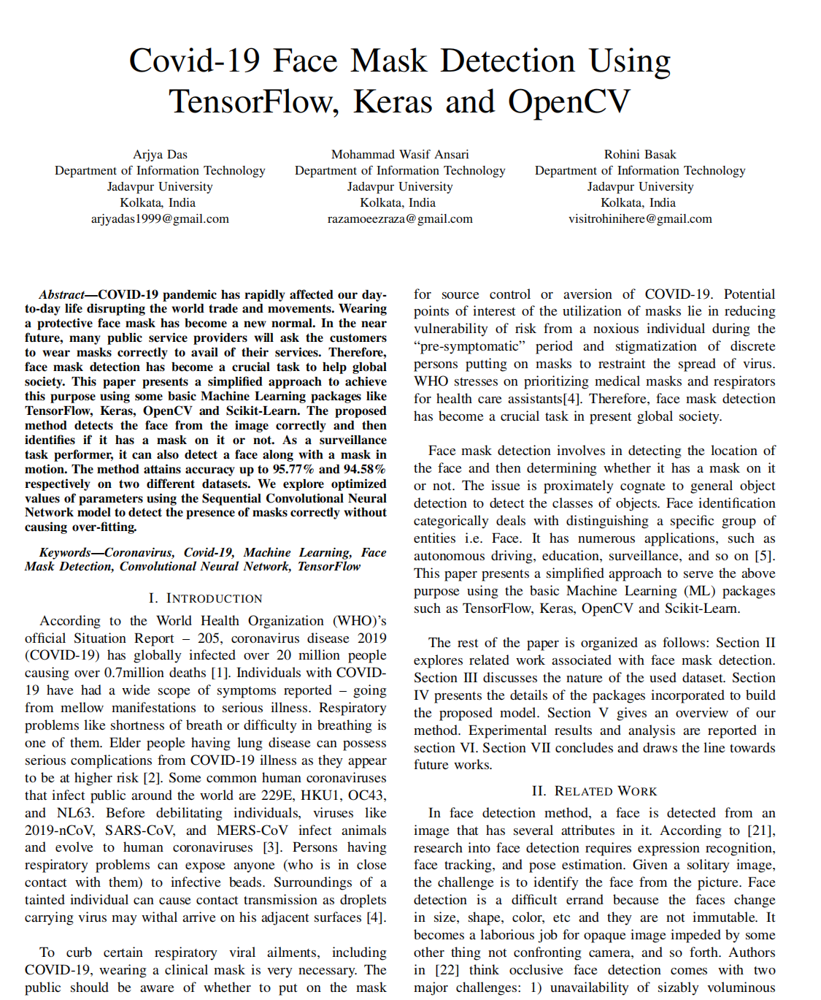 Covid-19 Face Mask Detection Using
TensorFlow, Keras and OpenCV
Arjya Das
Department of Information Technology
Jadavpur University
Kolkata, India
arjyadas1999@gmail.com
Mohammad Wasif Ansari
Department of Information Technology
Jadavpur University
Kolkata, India
razamoeezraza@gmail.com
Rohini Basak
Department of Information Technology
Jadavpur University
Kolkata, India
visitrohinihere@gmail.com
Abstract—COVID-19 pandemic has rapidly affected our day-
to-day life disrupting the world trade and movements. Wearing
a protective face mask has become a new normal. In the near
future, many public service providers will ask the customers
to wear masks correctly to avail of their services. Therefore,
face mask detection has become a crucial task to help global
society. This paper presents a simplified approach to achieve
this purpose using some basic Machine Learning packages like
TensorFlow, Keras, OpenCV and Scikit-Learn. The proposed
method detects the face from the image correctly and then
identifies if it has a mask on it or not. As a surveillance
task performer, it can also detect a face along with a mask in
motion. The method attains accuracy up to 95.77% and 94.58%
respectively on two different datasets. We explore optimized
values of parameters using the Sequential Convolutional Neural
Network model to detect the presence of masks correctly without
causing over-fitting.
Keywords—Coronavirus, Covid-19, Machine Learning, Face
Mask Detection, Convolutional Neural Network, TensorFlow
I. INTRODUCTION
According to the World Health Organization (WHO)'s
official Situation Report – 205, coronavirus disease 2019
(COVID-19) has globally infected over 20 million people
causing over 0.7million deaths [1]. Individuals with COVID-
19 have had a wide scope of symptoms reported – going
from mellow manifestations to serious illness. Respiratory
problems like shortness of breath or difficulty in breathing is
one of them. Elder people having lung disease can possess
serious complications from COVID-19 illness as they appear
to be at higher risk [2]. Some common human coronaviruses
that infect public around the world are 229E, HKU1, OC43,
and NL63. Before debilitating individuals, viruses like
2019-nCoV, SARS-CoV, and MERS-CoV infect animals
and evolve to human coronaviruses [3]. Persons having
respiratory problems can expose anyone (who is in close
contact with them) to infective beads. Surroundings of a
tainted individual can cause contact transmission as droplets
carrying virus may withal arrive on his adjacent surfaces [4].
To curb certain respiratory viral ailments, including
COVID-19, wearing a clinical mask is very necessary. The
public should be aware of whether to put on the mask
for source control or aversion of COVID-19. Potential
points of interest of the utilization of masks lie in reducing
vulnerability of risk from a noxious individual during the
“pre-symptomatic” period and stigmatization of discrete
persons putting on masks to restraint the spread of virus.
WHO stresses on prioritizing medical masks and respirators
for health care assistants[4]. Therefore, face mask detection
has become a crucial task in present global society.
Face mask detection involves in detecting the location of
the face and then determining whether it has a mask on it
or not. The issue is proximately cognate to general object
detection to detect the classes of objects. Face identification
categorically deals with distinguishing a specific group of
entities i.e. Face. It has numerous applications, such as
autonomous driving, education, surveillance, and so on [5].
This paper presents a simplified approach to serve the above
purpose using the basic Machine Learning (ML) packages
such as TensorFlow, Keras, OpenCV and Scikit-Learn.
The rest of the paper is organized as follows: Section II
explores related work associated with face mask detection.
Section III discusses the nature of the used dataset. Section
IV presents the details of the packages incorporated to build
the proposed model. Section V gives an overview of our
method. Experimental results and analysis are reported in
section VI. Section VII concludes and draws the line towards
future works.
II. RELATED WORK
In face detection method, a face is detected from an
image that has several attributes in it. According to [21],
research into face detection requires expression recognition,
face tracking, and pose estimation. Given a solitary image,
the challenge is to identify the face from the picture. Face
detection is a difficult errand because the faces change
in size, shape, color, etc and they are not immutable. It
becomes a laborious job for opaque image impeded by some
other thing not confronting camera, and so forth. Authors
in [22] think occlusive face detection comes with two
major challenges: 1) unavailability of sizably voluminous